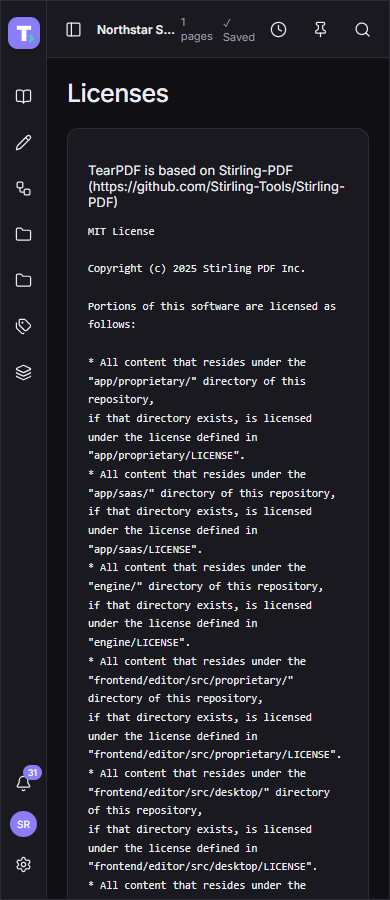 T
Northstar S...
1 pages
✓ Saved
Licenses
TearPDF is based on Stirling-PDF
(https://github.com/Stirling-Tools/Stirling-
PDF)
MIT License
Copyright (c) 2025 Stirling PDF Inc.
Portions of this software are licensed as
follows:
* All content that resides under the
"app/proprietary/" directory of this
repository,
if that directory exists, is licensed
under the license defined in
"app/proprietary/LICENSE".
* All content that resides under the
"app/saas/" directory of this repository,
if that directory exists, is licensed
under the license defined in
"app/saas/LICENSE".
* All content that resides under the
"engine/" directory of this repository,
if that directory exists, is licensed
under the license defined in
"engine/LICENSE".
* All content that resides under the
"frontend/editor/src/proprietary/"
directory of this repository,
if that directory exists, is licensed
under the license defined in
"frontend/editor/src/proprietary/LICENSE".
* All content that resides under the
"frontend/editor/src/desktop/" directory
of this repository,
if that directory exists, is licensed
under the license defined in
"frontend/editor/src/desktop/LICENSE".
* All content that resides under the
31
SR